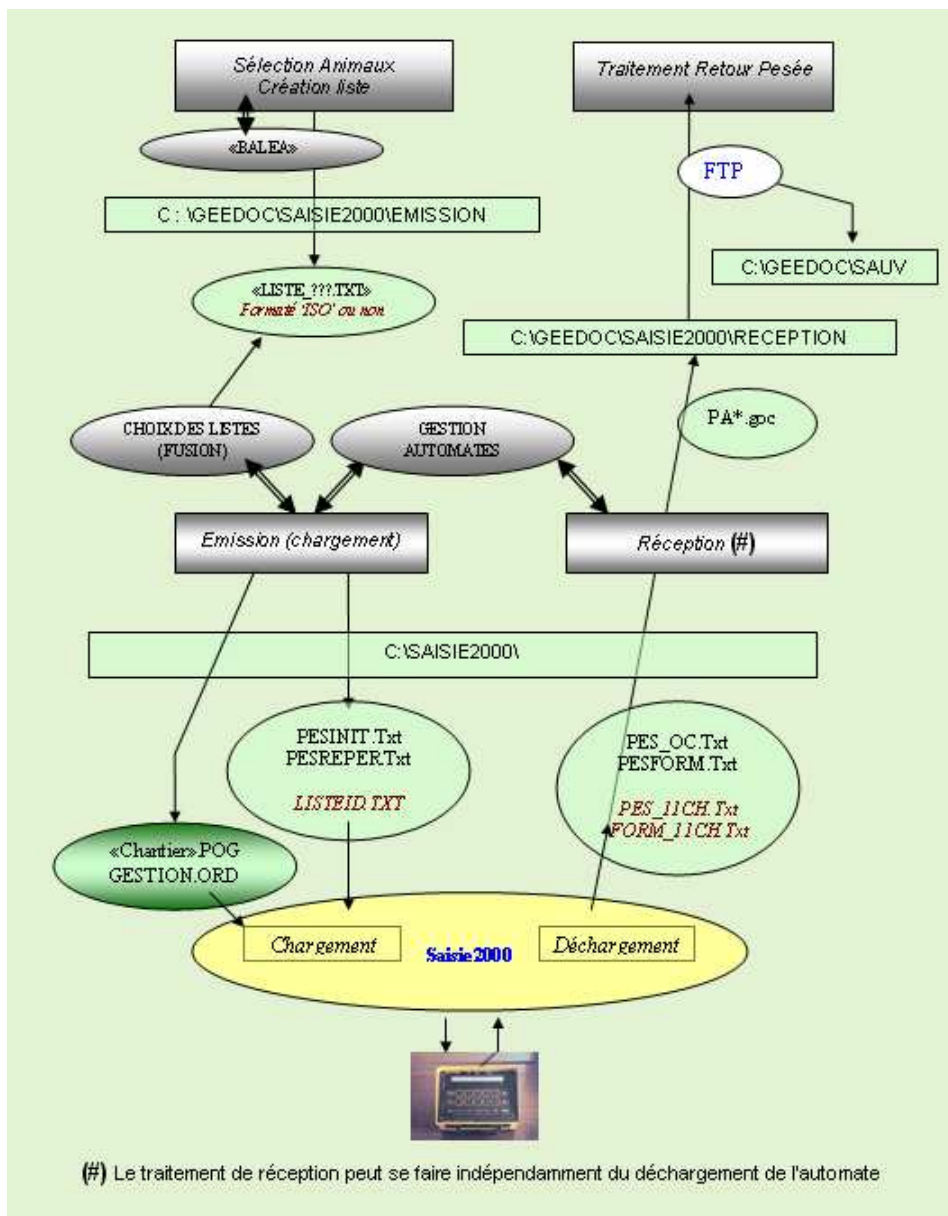 Sélection Animaux
Création liste
Traitement Retour Pesée
«BALEA»
FTP
C : \GEEDOC\SAISIE2000\EMISSION
C:\GEEDOC\SAUV
«LISTE_???.TXT»
Formaté 'ISO' ou non
C:\GEEDOC\SAISIE2000\RECEPTION
PA*.goc
CHOIX DES LISTES
(FUSION)
GESTION
AUTOMATES
Emission (chargement)
Réception (#)
C:\SAISIE2000\
PESINIT.Txt
PESREPER.Txt
LISTEID.TXT
PES_OC.Txt
PESFORM.Txt
PES_11CH.Txt
FORM_11CH.Txt
«Chantier».POG
GESTION.ORD
Chargement
Saisie2000
Déchargement
(#) Le traitement de réception peut se faire indépendamment du déchargement de l'automate